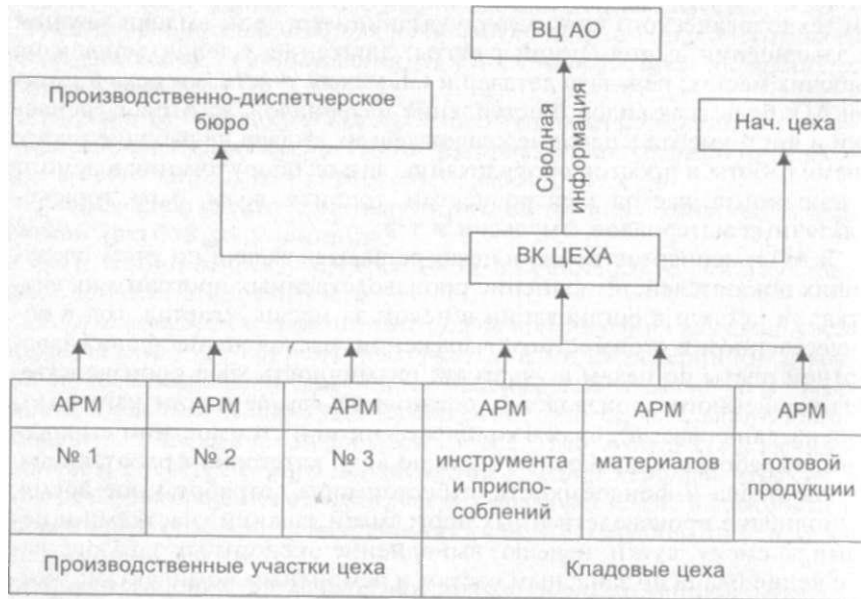 ВЦ АО
Производственно-диспетчерское
бюро
Нач. цеха
Сводная
информация
ВК ЦЕХА
АРМ
АРМ
АРМ
АРМ
АРМ
АРМ
№ 1
№ 2
№ 3
инструмента
и приспо-
соблений
материалов
готовой
продукции
Производственные участки цеха
Кладовые цеха